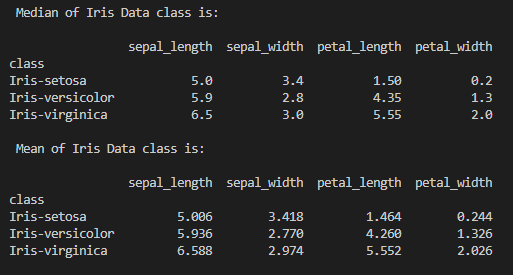 Median of Iris Data class is:
sepal_length sepal_width petal_length petal_width
class
Iris-setosa 5.0 3.4 1.50 0.2
Iris-versicolor 5.9 2.8 4.35 1.3
Iris-virginica 6.5 3.0 5.55 2.0
Mean of Iris Data class is:
sepal_length sepal_width petal_length petal_width
class
Iris-setosa 5.006 3.418 1.464 0.244
Iris-versicolor 5.936 2.770 4.260 1.326
Iris-virginica 6.588 2.974 5.552 2.026